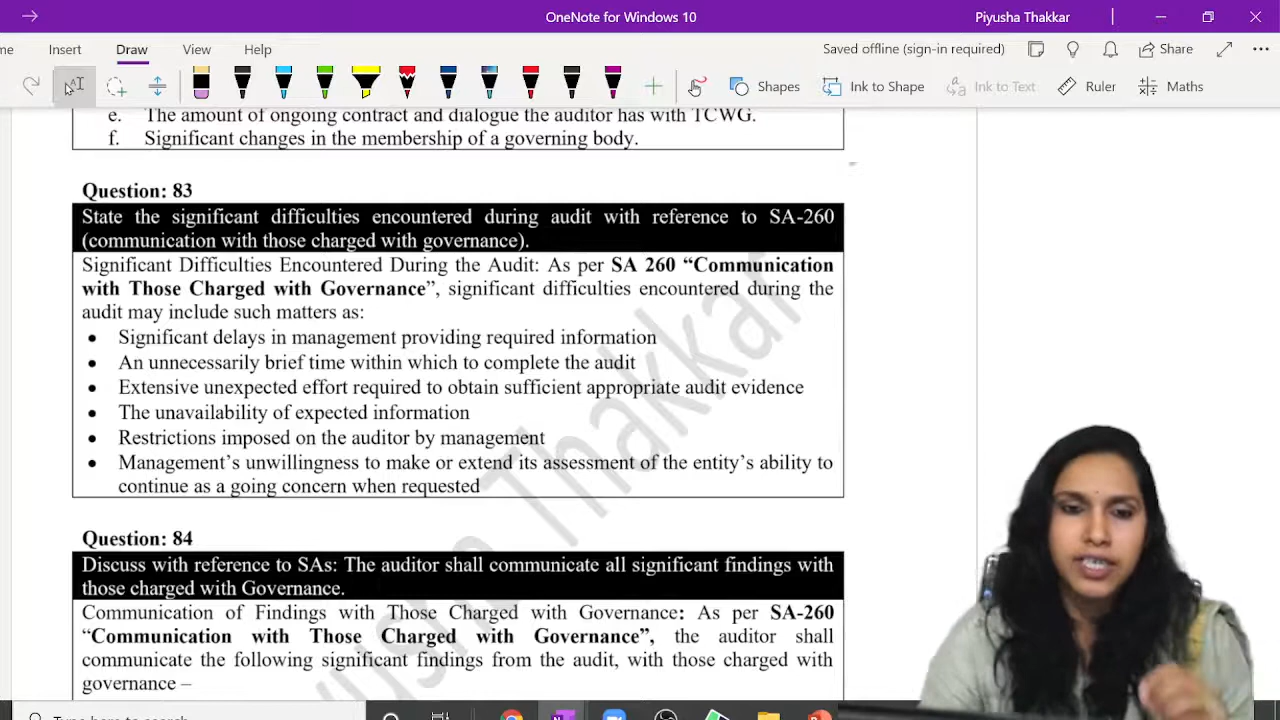 OneNote for Windows 10
Piyusha Thakkar
me Insert Draw View Help
Saved offline (sign-in required)
Share
Shapes
Ink to Shape
Ink to Text
Ruler
Maths
e. The amount of ongoing contract and dialogue the auditor has with TCWG.
f. Significant changes in the membership of a governing body.
Question: 83
State the significant difficulties encountered during audit with reference to SA-260
(communication with those charged with governance).
Significant Difficulties Encountered During the Audit: As per SA 260 “Communication
with Those Charged with Governance”, significant difficulties encountered during the
audit may include such matters as:
• Significant delays in management providing required information
• An unnecessarily brief time within which to complete the audit
• Extensive unexpected effort required to obtain sufficient appropriate audit evidence
• The unavailability of expected information
• Restrictions imposed on the auditor by management
• Management’s unwillingness to make or extend its assessment of the entity’s ability to
continue as a going concern when requested
Question: 84
Discuss with reference to SAs: The auditor shall communicate all significant findings with
those charged with Governance.
Communication of Findings with Those Charged with Governance: As per SA-260
“Communication with Those Charged with Governance”, the auditor shall
communicate the following significant findings from the audit, with those charged with
governance –
yusha Thakkar
Type here to search